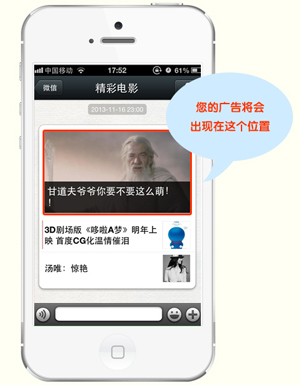 中国移动
17:52
61%
微信
精彩电影
2013-11-16 23:00
您的广告将会
出现在这个位置
甘道夫爷爷你要不要这么萌！
！
3D剧场版《哆啦A梦》明年上
映 首度CG化温情催泪
汤唯：惊艳